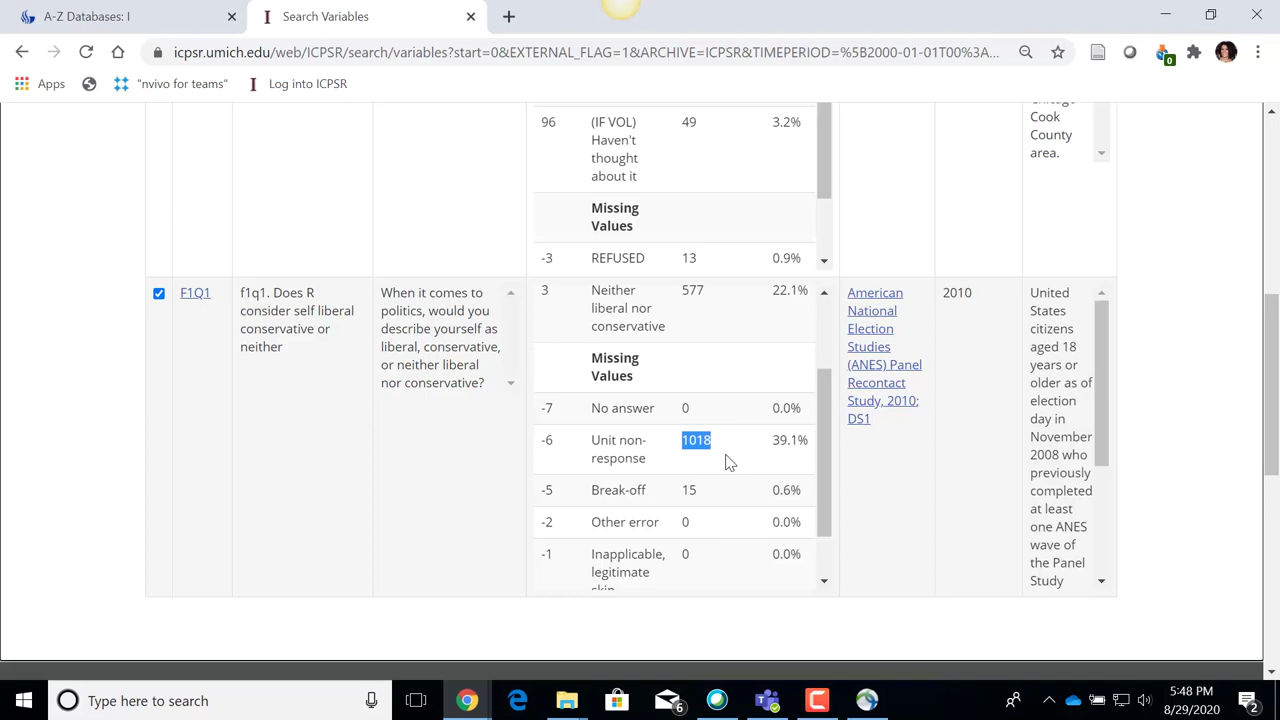 A-Z Databases: I
Search Variables
icpsr.umich.edu/web/ICPSR/search/variables?start=0&EXTERNAL_FLAG=1&ARCHIVE=ICPSR&TIMEPERIOD=%5B2000-01-01T00%3A...
0
Apps
"nvivo for teams"
Log into ICPSR
96
(IF VOL)
Haven't
thought
about it
49
3.2%
Missing
Values
-3
REFUSED
13
0.9%
Cook
County
area.
F1Q1
f1q1. Does R
consider self liberal
conservative or
neither
When it comes to
politics, would you
describe yourself as
liberal, conservative,
or neither liberal
nor conservative?
3
Neither
liberal nor
conservative
577
22.1%
Missing
Values
-7
No answer
0
0.0%
-6
Unit non-
response
1018
39.1%
-5
Break-off
15
0.6%
-2
Other error
0
0.0%
-1
Inapplicable,
legitimate
skip
0
0.0%
American
National
Election
Studies
(ANES) Panel
Recontact
Study, 2010;
DS1
2010
United
States
citizens
aged 18
years or
older as of
election
day in
November
2008 who
previously
completed
at least
one ANES
wave of
the Panel
Study
Type here to search
6
5:48 PM
8/29/2020
2